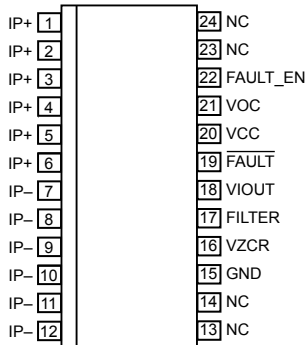 IP+ 1
IP+ 2
IP+ 3
IP+ 4
IP+ 5
IP+ 6
IP– 7
IP– 8
IP– 9
IP– 10
IP– 11
IP– 12
24 NC
23 NC
22 FAULT_EN
21 VOC
20 VCC
19 FAULT
18 VIOUT
17 FILTER
16 VZCR
15 GND
14 NC
13 NC